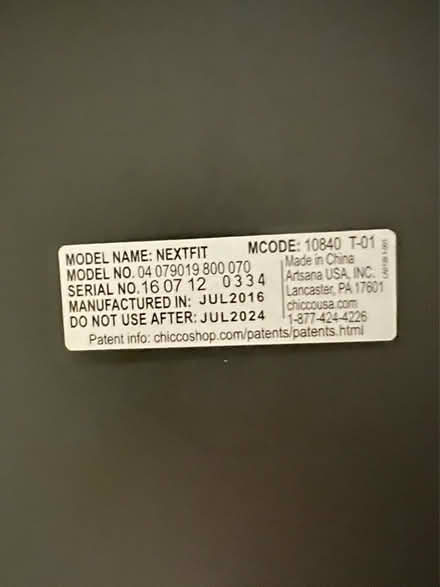 MODEL NAME: NEXTFIT MCODE: 10840 T-01
MODEL NO. 04 079019 800 070
SERIAL NO. 16 07 12 0334
MANUFACTURED IN: JUL2016
DO NOT USE AFTER: JUL2024
Made in China
Artsana USA, INC.
Lancaster, PA 17601
chiccousa.com
1-877-424-4226
Patent info: chiccoshop.com/patents/patents.html